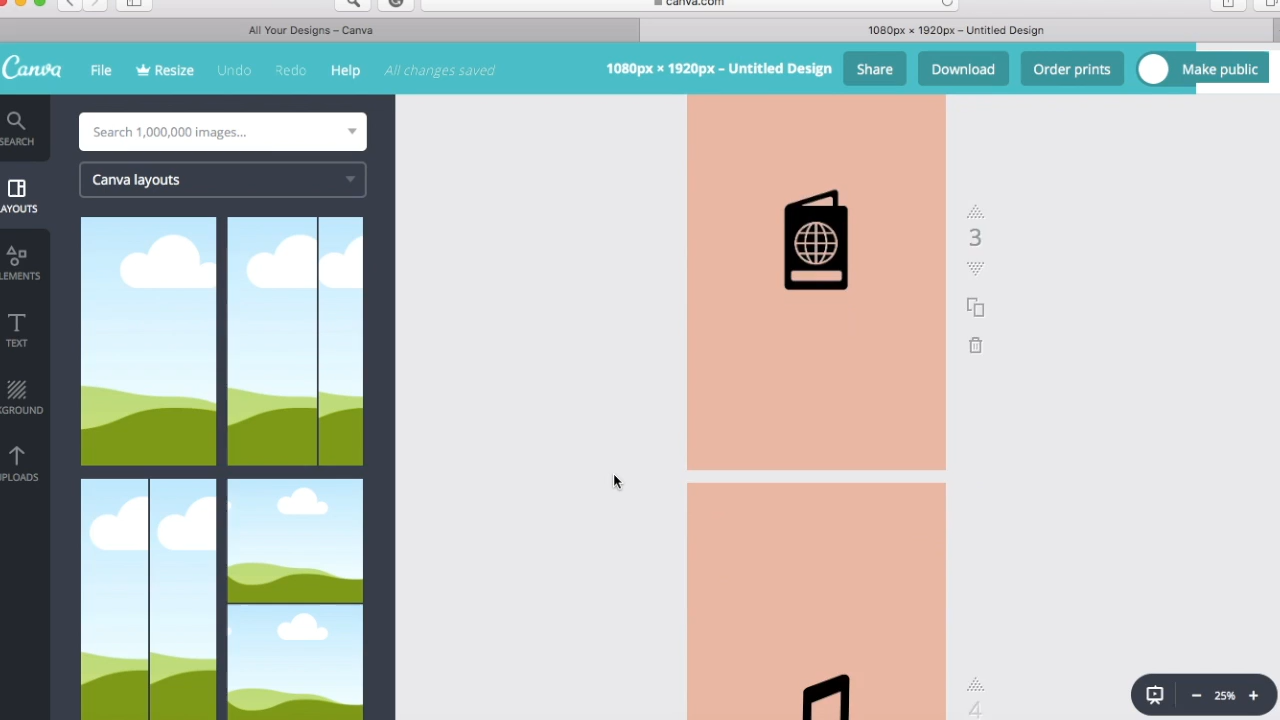 canva.com
All Your Designs – Canva
1080px × 1920px – Untitled Design
Canva
File
Resize
Undo
Redo
Help
All changes saved
1080px × 1920px – Untitled Design
Share
Download
Order prints
Make public
SEARCH
Search 1,000,000 images...
Canva layouts
AYOUTS
LEMENTS
TEXT
KGROUND
UPLOADS
3
4
25%